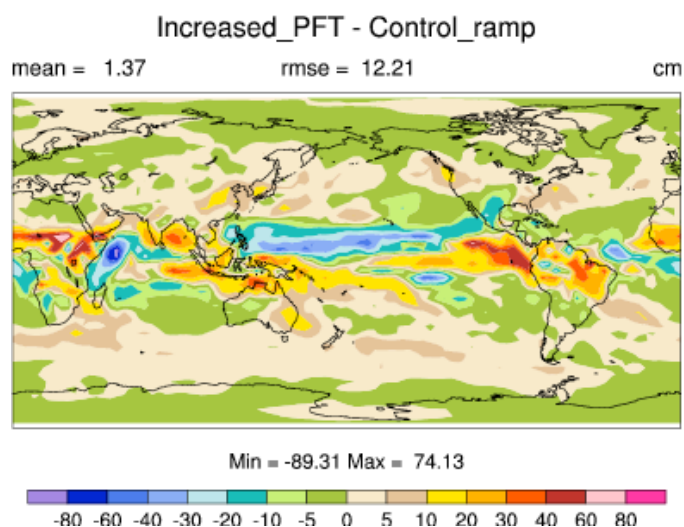 Increased_PFT - Control_ramp
mean = 1.37 rmse = 12.21 cm
Min = -89.31 Max = 74.13
-80 -60 -40 -30 -20 -10 -5 0 5 10 20 30 40 60 80